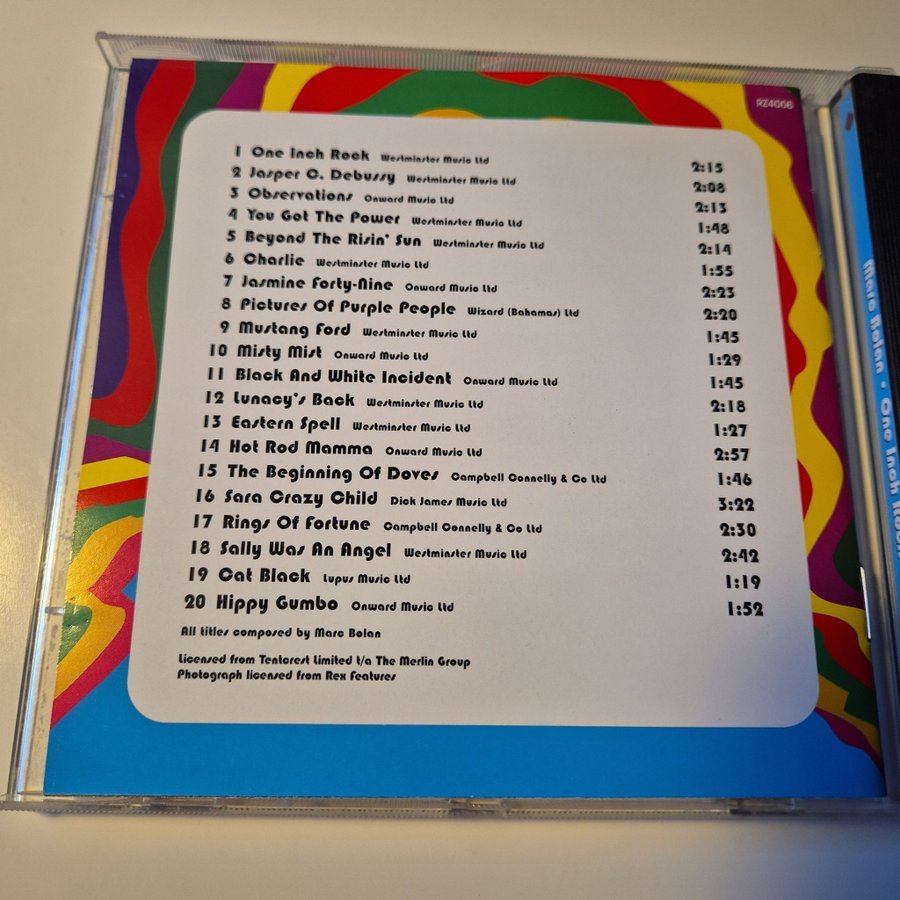 RZ4006
1 One Inch Rock Westminster Music Ltd 2:15
2 Jasper C. Debussy Westminster Music Ltd 2:08
3 Observations Onward Music Ltd 2:13
4 You Got The Power Westminster Music Ltd 1:48
5 Beyond The Risin' Sun Westminster Music Ltd 2:14
6 Charlie Westminster Music Ltd 1:55
7 Jasmine Forty-Nine Onward Music Ltd 2:23
8 Pictures Of Purple People Wizard (Bahamas) Ltd 2:20
9 Mustang Ford Westminster Music Ltd 1:45
10 Misty Mist Onward Music Ltd 1:29
11 Black And White Incident Onward Music Ltd 1:45
12 Lunacy's Back Westminster Music Ltd 2:18
13 Eastern Spell Westminster Music Ltd 1:27
14 Hot Rod Mamma Onward Music Ltd 2:57
15 The Beginning Of Doves Campbell Connelly & Co Ltd 1:46
16 Sara Crazy Child Dick James Music Ltd 3:22
17 Rings Of Fortune Campbell Connelly & Co Ltd 2:30
18 Sally Was An Angel Westminster Music Ltd 2:42
19 Cat Black Lupus Music Ltd 1:19
20 Hippy Gumbo Onward Music Ltd 1:52
All titles composed by Marc Bolan
Licensed from Tentcrest Limited t/a The Merlin Group
Photograph licensed from Rex Features
Marc Bolan • One Inch Rock